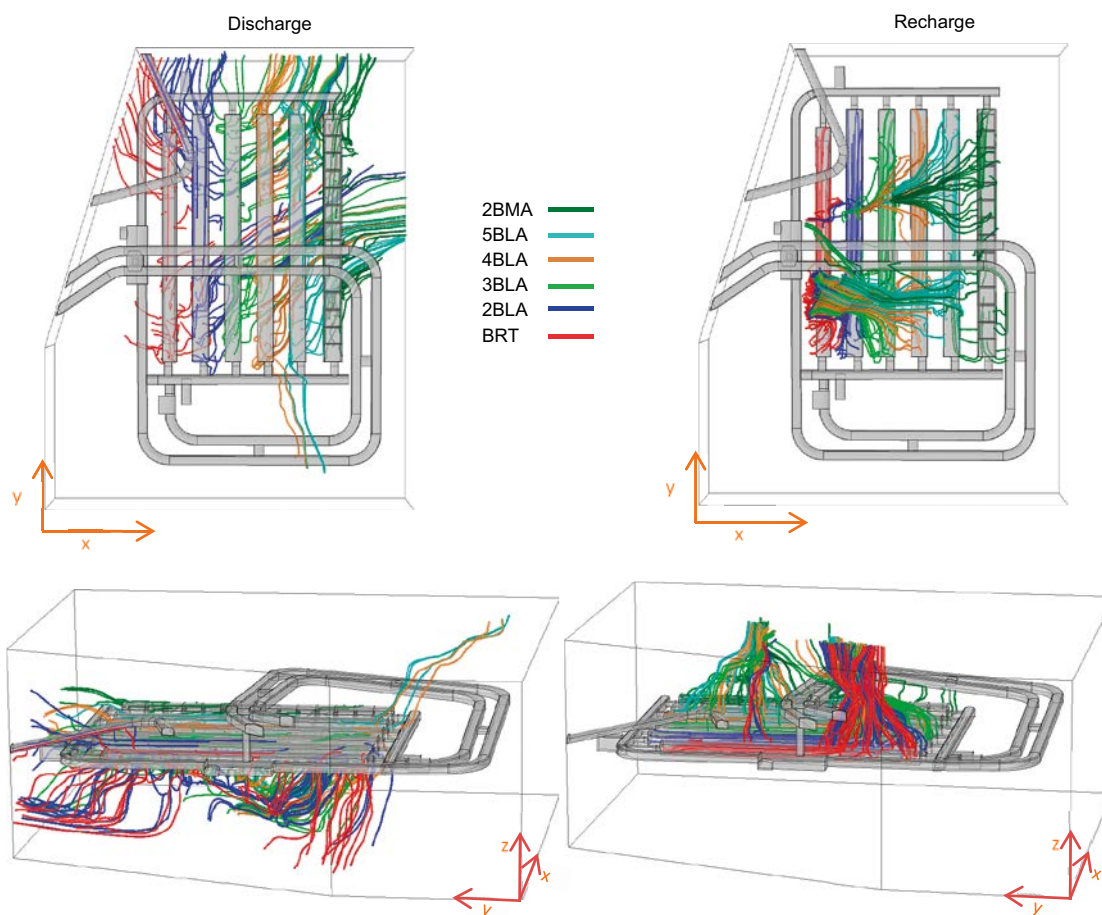 Discharge
Recharge
2BMA
5BLA
4BLA
3BLA
2BLA
BRT
y
x
y
x
z
x
y
z
x
y